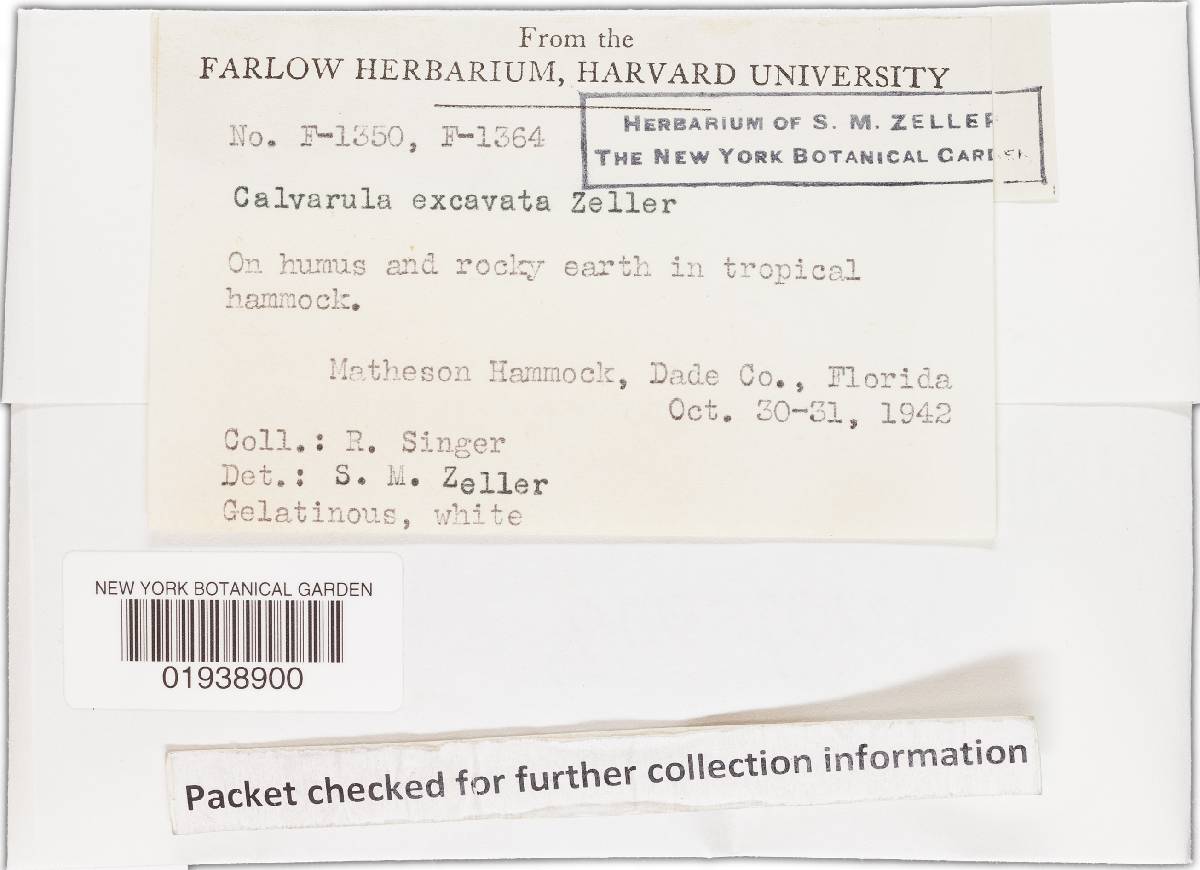 From the
FARLOW HERBARIUM, HARVARD UNIVERSITY
HERBARIUM OF S. M. ZELLER
THE NEW YORK BOTANICAL GARDEN
No. F-1350, F-1364
Calvarula excavata Zeller
On humus and rocky earth in tropical
hammock.
Matheson Hammock, Dade Co., Florida
Oct. 30-31, 1942
Coll.: R. Singer
Det.: S. M. Zeller
Gelatinous, white
NEW YORK BOTANICAL GARDEN
01938900
Packet checked for further collection information